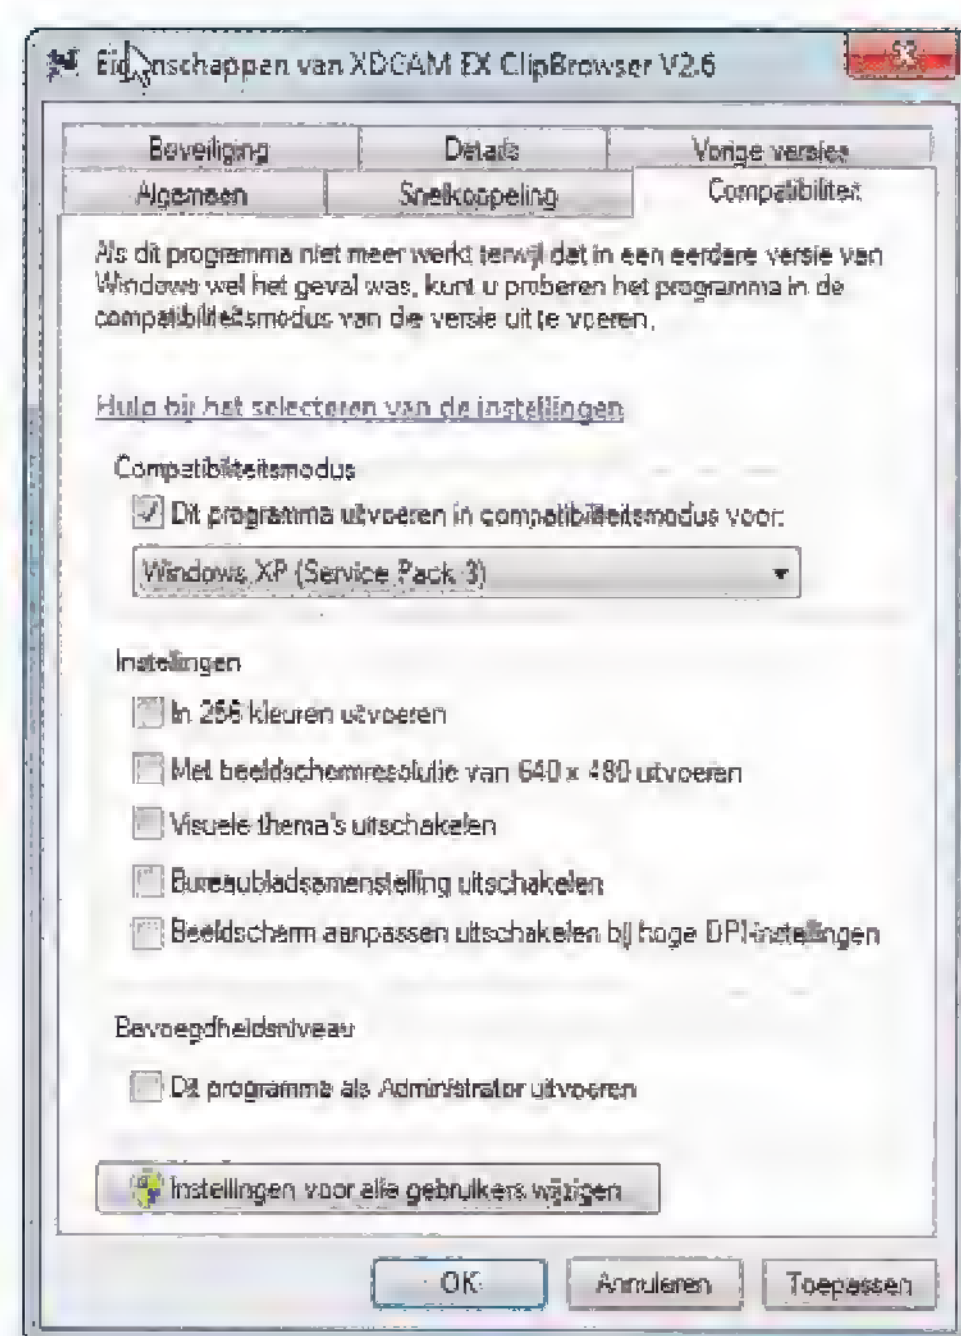 Eigenschappen van XDCAM EX ClipBrowser V2.6
Beveiliging Details Vorige versies
Algemeen Snelkoppeling Compatibiliteit
Als dit programma niet meer werkt terwijl dat in een eerdere versie van
Windows wel het geval was, kunt u proberen het programma in de
compatibiliteitsmodus van die versie uit te voeren.
Hulp bij het selecteren van de instellingen
Compatibiliteitsmodus
Dit programma uitvoeren in compatibiliteitsmodus voor:
Windows XP (Service Pack 3)
Instellingen
In 256 kleuren uitvoeren
Met beeldschermresolutie van 640 x 480 uitvoeren
Visuele thema's uitschakelen
Bureaubladsamenstelling uitschakelen
Beeldscherm aanpassen uitschakelen bij hoge DPI-instellingen
Bevoegdheidsniveau
Dit programma als Administrator uitvoeren
Instellingen voor alle gebruikers wijzigen
OK Annuleren Toepassen